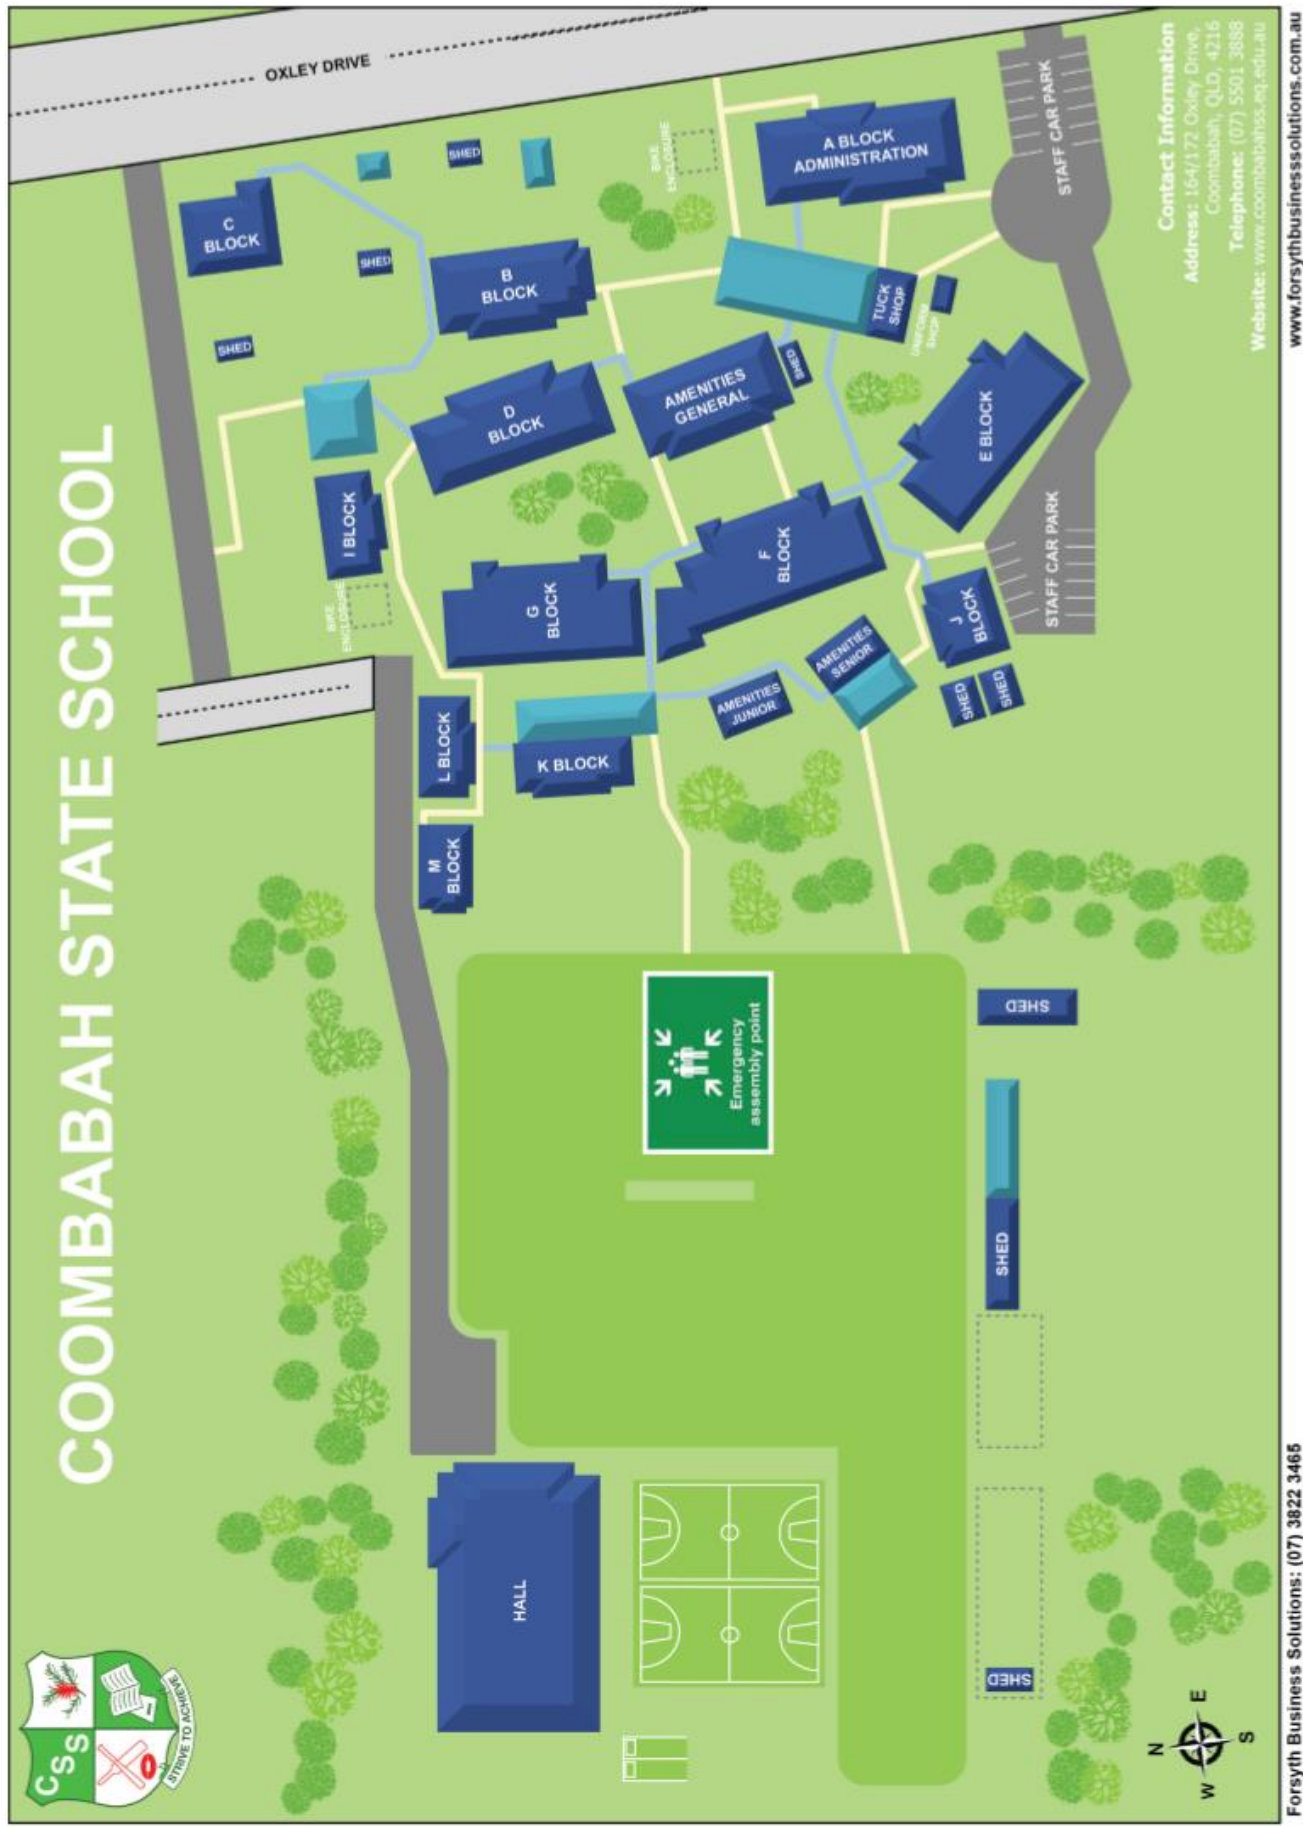 COOMBABAH STATE SCHOOL
CSS
STRIVE TO ACHIEVE
OXLEY DRIVE
C
BLOCK
SHED
SHED
SHED
B
BLOCK
BIKE
ENCLOSURE
A BLOCK
ADMINISTRATION
STAFF CAR PARK
TUCK
SHOP
UNIFORM
SHOP
D
BLOCK
AMENITIES
GENERAL
SHED
E BLOCK
I BLOCK
BIKE
ENCLOSURE
G
BLOCK
F
BLOCK
STAFF CAR PARK
J
BLOCK
SHED
SHED
AMENITIES
SENIOR
AMENITIES
JUNIOR
L BLOCK
K BLOCK
M
BLOCK
Emergency
assembly point
SHED
SHED
SHED
HALL
N
E
S
W
Contact Information
Address: 164/172 Oxley Drive,
Coombabah, QLD, 4216
Telephone: (07) 5501 3888
Website: www.coombabahss.eq.edu.au
Forsyth Business Solutions: (07) 3822 3465
www.forsythbusinesssolutions.com.au